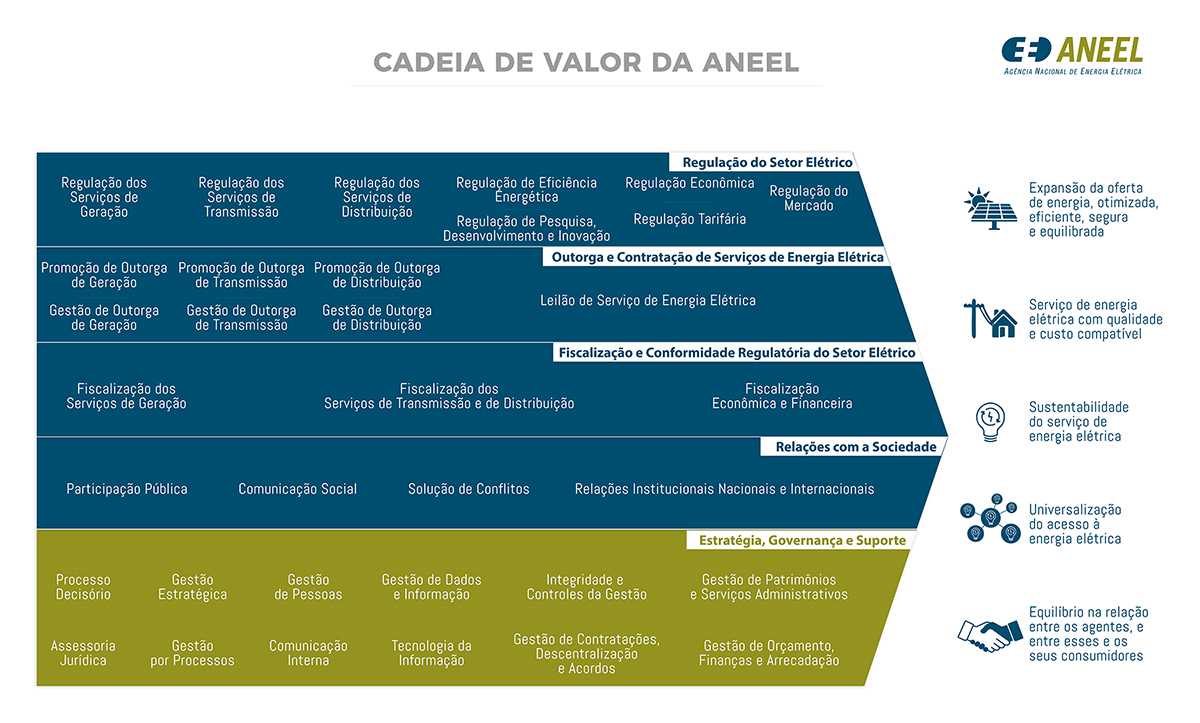 CADEIA DE VALOR DA ANEEL
ANEEL
AGÊNCIA NACIONAL DE ENERGIA ELÉTRICA
Regulação do Setor Elétrico
Regulação dos
Serviços de
Geração
Regulação dos
Serviços de
Transmissão
Regulação dos
Serviços de
Distribuição
Regulação de Eficiência
Energética
Regulação de Pesquisa,
Desenvolvimento e Inovação
Regulação Econômica
Regulação Tarifária
Regulação do
Mercado
Outorga e Contratação de Serviços de Energia Elétrica
Promoção de Outorga
de Geração
Promoção de Outorga
de Transmissão
Promoção de Outorga
de Distribuição
Gestão de Outorga
de Geração
Gestão de Outorga
de Transmissão
Gestão de Outorga
de Distribuição
Leilão de Serviço de Energia Elétrica
Fiscalização e Conformidade Regulatória do Setor Elétrico
Fiscalização dos
Serviços de Geração
Fiscalização dos
Serviços de Transmissão e de Distribuição
Fiscalização
Econômica e Financeira
Relações com a Sociedade
Participação Pública
Comunicação Social
Solução de Conflitos
Relações Institucionais Nacionais e Internacionais
Estratégia, Governança e Suporte
Processo
Decisório
Gestão
Estratégica
Gestão
de Pessoas
Gestão de Dados
e Informação
Integridade e
Controles da Gestão
Gestão de Patrimônios
e Serviços Administrativos
Assessoria
Jurídica
Gestão
por Processos
Comunicação
Interna
Tecnologia da
Informação
Gestão de Contratações,
Descentralização
e Acordos
Gestão de Orçamento,
Finanças e Arrecadação
Expansão da oferta
de energia, otimizada,
eficiente, segura
e equilibrada
Serviço de energia
elétrica com qualidade
e custo compatível
Sustentabilidade
do serviço de
energia elétrica
Universalização
do acesso à
energia elétrica
Equilíbrio na relação
entre os agentes, e
entre esses e os
seus consumidores